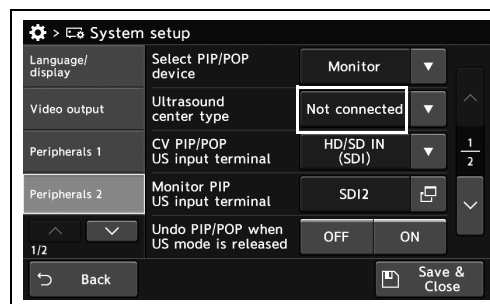 > System setup
Language/
display
Video output
Peripherals 1
Peripherals 2
1/2
Select PIP/POP
device
Monitor
Ultrasound
center type
Not connected
CV PIP/POP
US input terminal
HD/SD IN
(SDI)
Monitor PIP
US input terminal
SDI2
Undo PIP/POP when
US mode is released
OFF ON
1
2
Back
Save &
Close